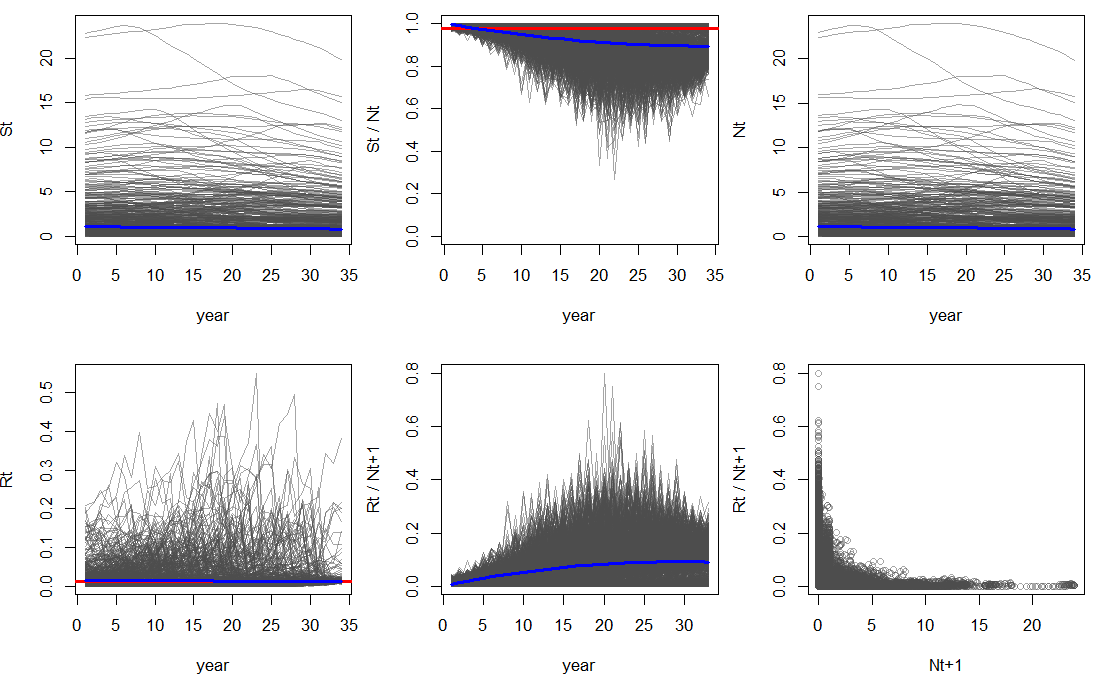 St
0 5 10 15 20
0 5 10 15 20 25 30 35
year
St / Nt
0.0 0.2 0.4 0.6 0.8 1.0
0 5 10 15 20 25 30 35
year
Nt
0 5 10 15 20
0 5 10 15 20 25 30 35
year
Rt
0.0 0.1 0.2 0.3 0.4 0.5
0 5 10 15 20 25 30 35
year
Rt / Nt+1
0.0 0.2 0.4 0.6 0.8
0 5 10 15 20 25 30
year
Rt / Nt+1
0.0 0.2 0.4 0.6 0.8
0 5 10 15 20
Nt+1